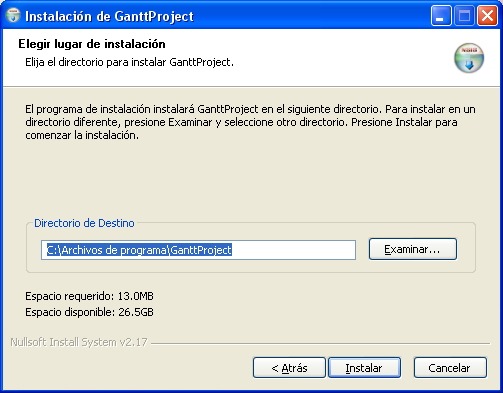 Instalación de GanttProject
Elegir lugar de instalación
Elija el directorio para instalar GanttProject.
El programa de instalación instalará GanttProject en el siguiente directorio. Para instalar en un
directorio diferente, presione Examinar y seleccione otro directorio. Presione Instalar para
comenzar la instalación.
Directorio de Destino
C:\Archivos de programa\GanttProject
Examinar...
Espacio requerido: 13.0MB
Espacio disponible: 26.5GB
Nullsoft Install System v2.17
< Atrás
Instalar
Cancelar